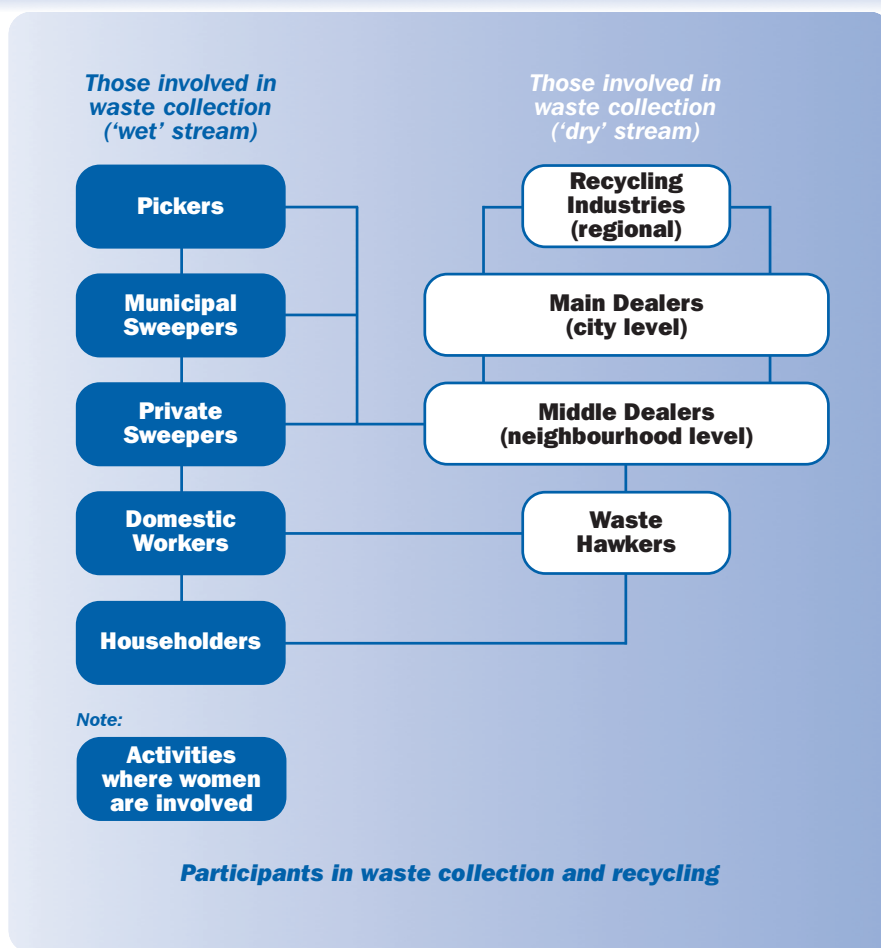 Those involved in
waste collection
(‘wet’ stream)
Those involved in
waste collection
(‘dry’ stream)
Pickers
Municipal
Sweepers
Private
Sweepers
Domestic
Workers
Householders
Recycling
Industries
(regional)
Main Dealers
(city level)
Middle Dealers
(neighbourhood level)
Waste
Hawkers
Note:
Activities
where women
are involved
Participants in waste collection and recycling